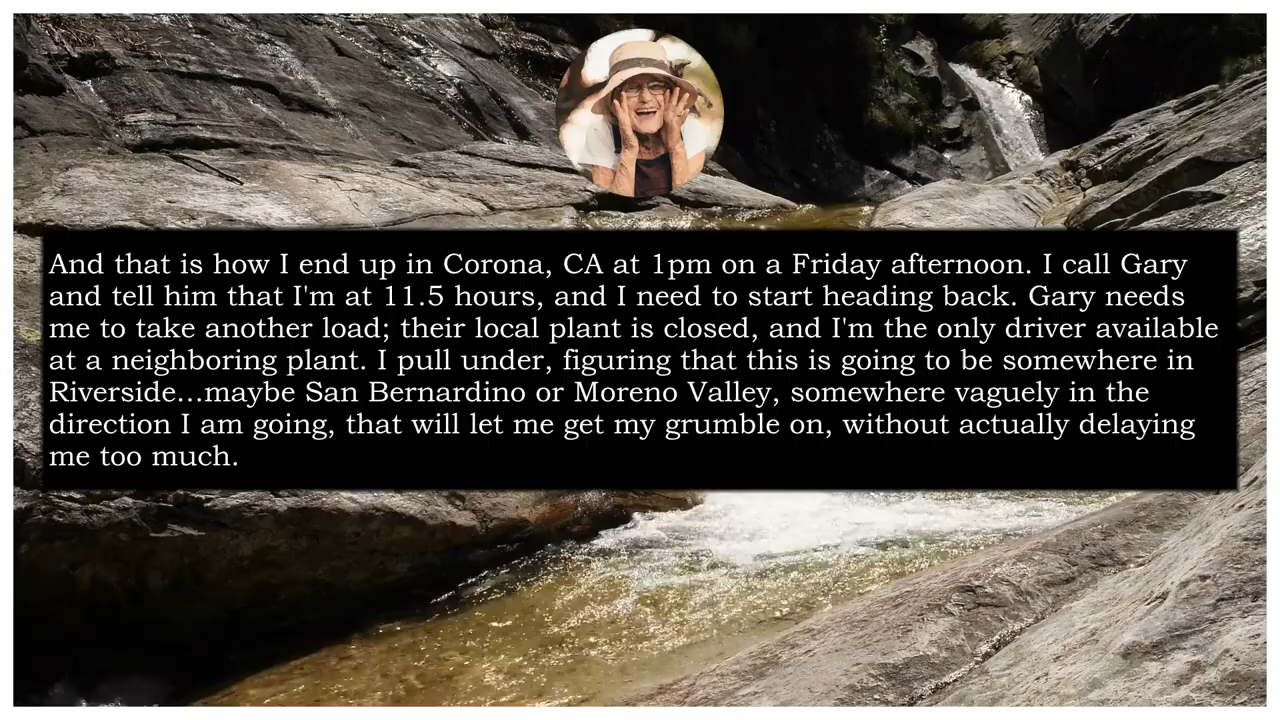 And that is how I end up in Corona, CA at 1pm on a Friday afternoon. I call Gary
and tell him that I'm at 11.5 hours, and I need to start heading back. Gary needs
me to take another load; their local plant is closed, and I'm the only driver available
at a neighboring plant. I pull under, figuring that this is going to be somewhere in
Riverside...maybe San Bernardino or Moreno Valley, somewhere vaguely in the
direction I am going, that will let me get my grumble on, without actually delaying
me too much.